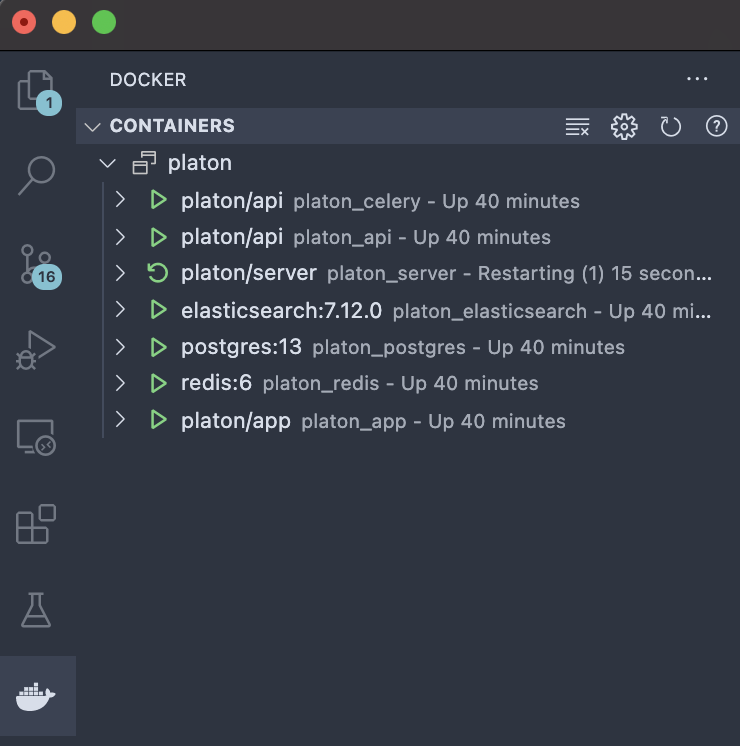 DOCKER
1
CONTAINERS
platon
platon/api platon_celery - Up 40 minutes
platon/api platon_api - Up 40 minutes
platon/server platon_server - Restarting (1) 15 secon...
16
elasticsearch:7.12.0 platon_elasticsearch - Up 40 mi...
postgres:13 platon_postgres - Up 40 minutes
redis:6 platon_redis - Up 40 minutes
platon/app platon_app - Up 40 minutes